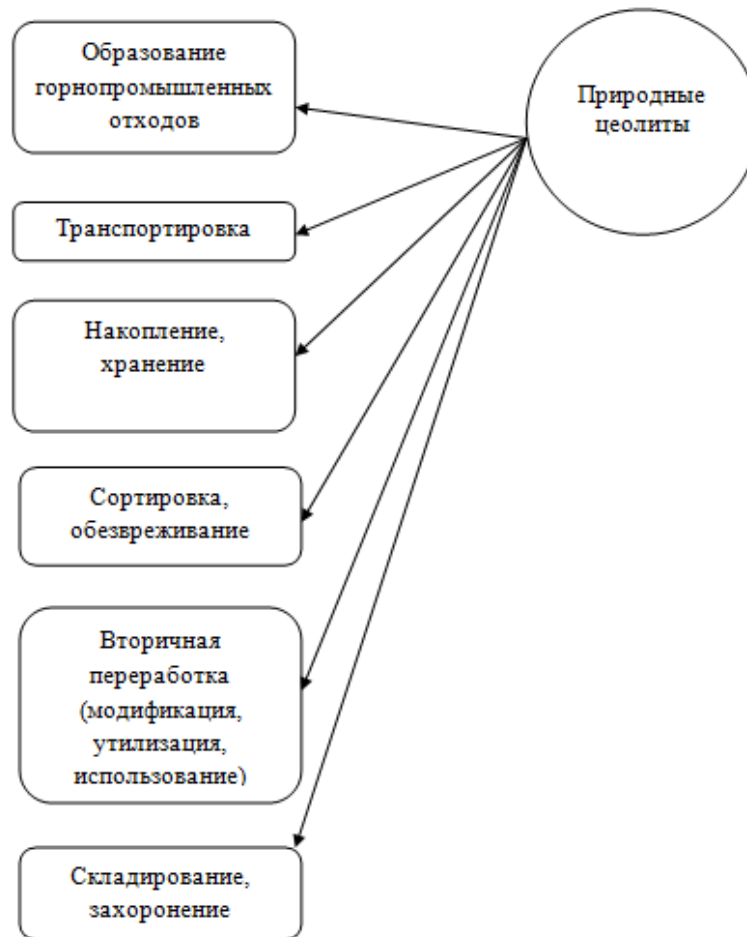 Образование
горнопромышленных
отходов
Природные
цеолиты
Транспортировка
Накопление,
хранение
Сортировка,
обезвреживание
Вторичная
переработка
(модификация,
утилизация,
использование)
Складирование,
захоронение